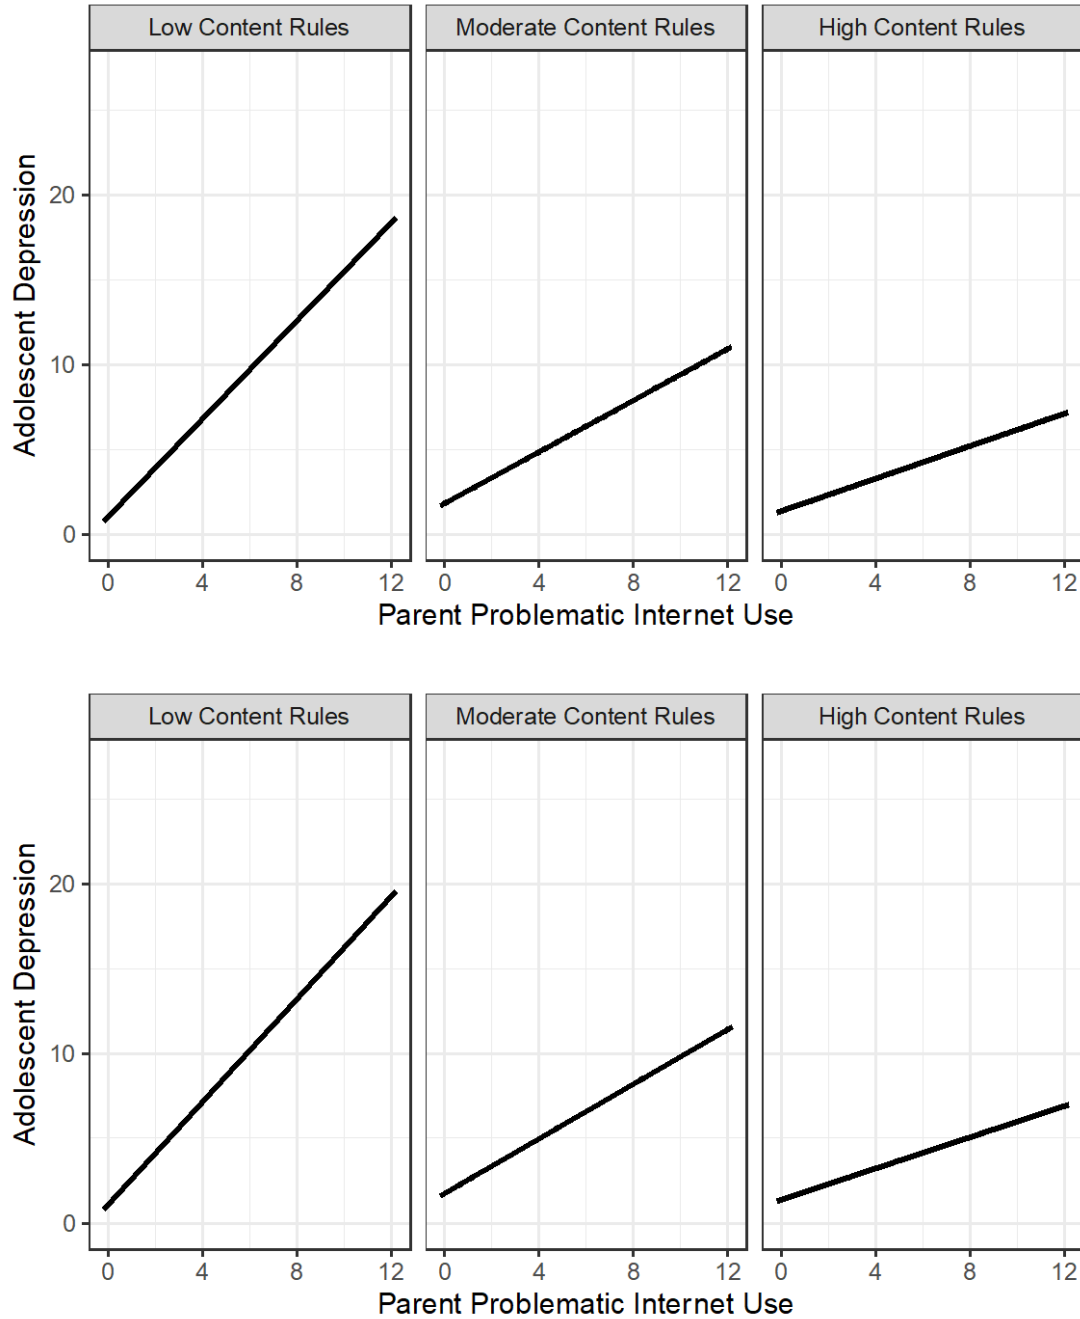 Low Content Rules Moderate Content Rules High Content Rules
Adolescent Depression
20
10
0
0 4 8 12 0 4 8 12 0 4 8 12
Parent Problematic Internet Use
Low Content Rules Moderate Content Rules High Content Rules
Adolescent Depression
20
10
0
0 4 8 12 0 4 8 12 0 4 8 12
Parent Problematic Internet Use